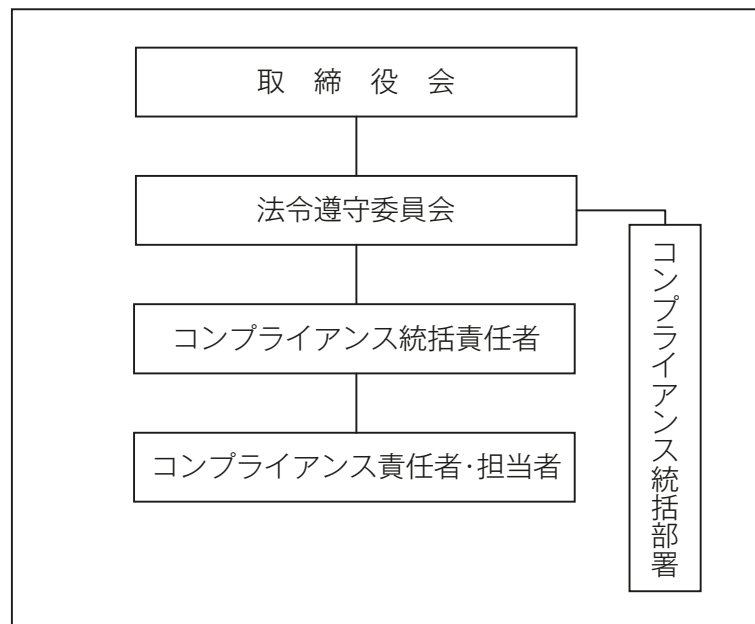 取　締　役　会
法令遵守委員会
コンプライアンス統括責任者
コンプライアンス責任者･担当者
コンプライアンス統括部署